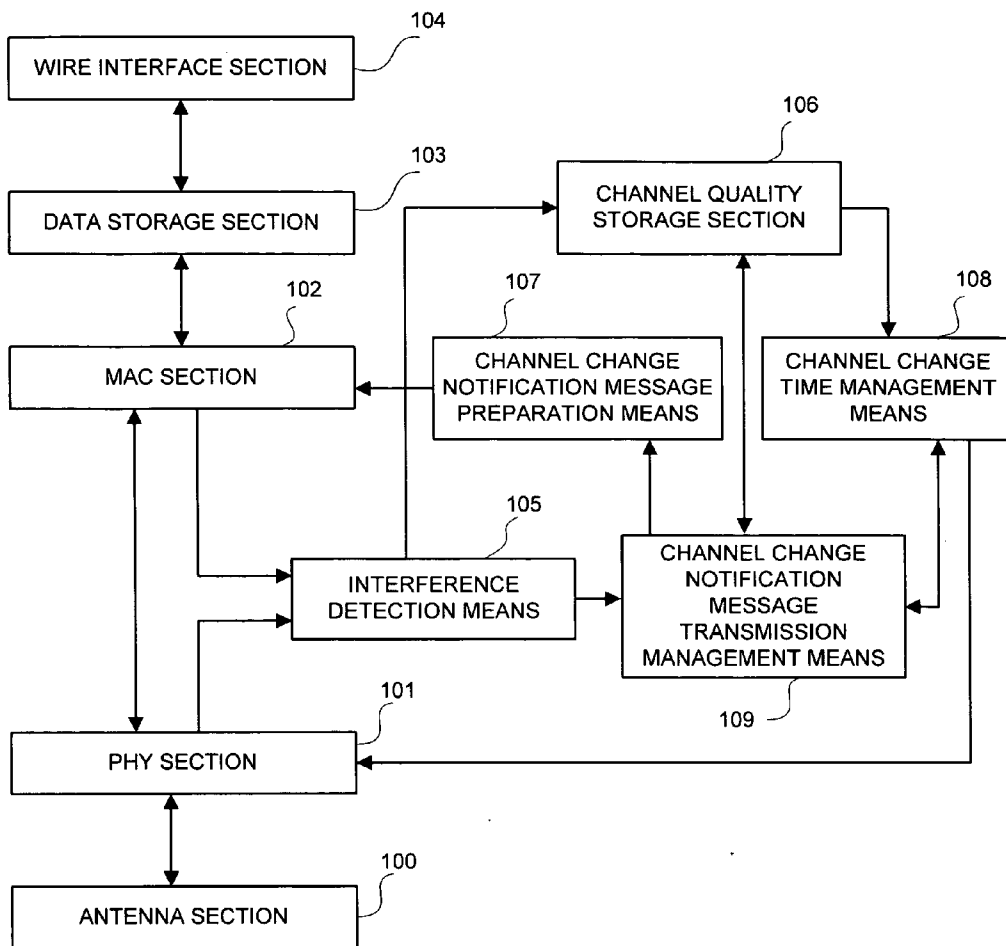 104
WIRE INTERFACE SECTION
106
103
CHANNEL QUALITY
STORAGE SECTION
DATA STORAGE SECTION
102
107
108
MAC SECTION
CHANNEL CHANGE
NOTIFICATION MESSAGE
PREPARATION MEANS
CHANNEL CHANGE
TIME MANAGEMENT
MEANS
105
INTERFERENCE
DETECTION MEANS
CHANNEL CHANGE
NOTIFICATION
MESSAGE
TRANSMISSION
MANAGEMENT MEANS
101
109
PHY SECTION
100
ANTENNA SECTION